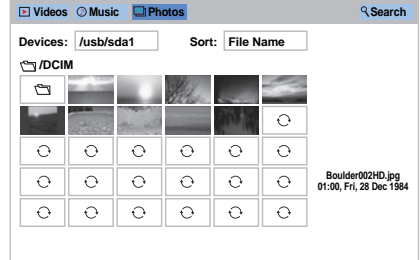 Videos Music Photos Search
Devices: /usb/sda1 Sort: File Name
/DCIM
Boulder002HD.jpg
01:00, Fri, 28 Dec 1984